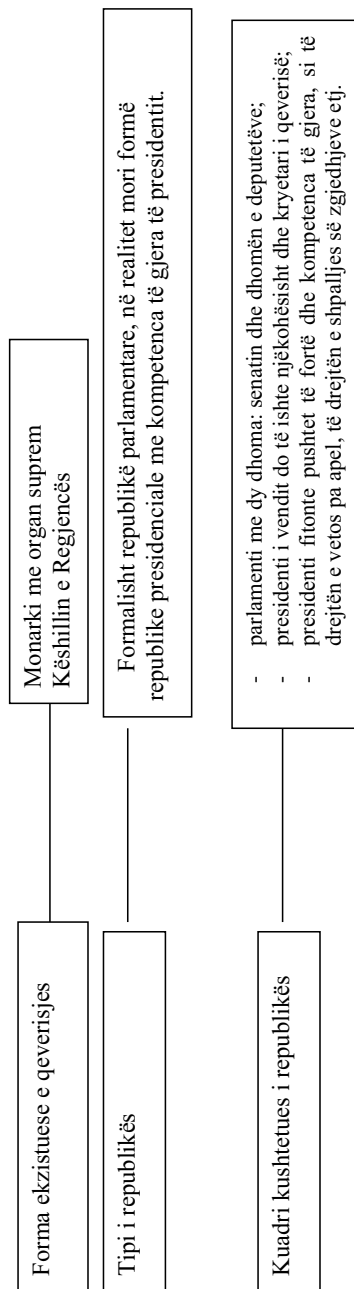 Forma ekzistuese e qeverisjes
Monarki me organ suprem
Këshillin e Regjencës
Tipi i republikës
Formalisht republikë parlamentare, në realitet mori formë
republike presidenciale me kompetenca të gjera të presidentit.
Kuadri kushtetues i republikës
- parlamenti me dy dhoma: senatin dhe dhomën e deputetëve;
- presidenti i vendit do të ishte njëkohësisht dhe kryetari i qeverisë;
- presidenti fitonte pushtet të fortë dhe kompetenca të gjera, si të
drejtën e vetos pa apel, të drejtën e shpalljes së zgjedhjeve etj.